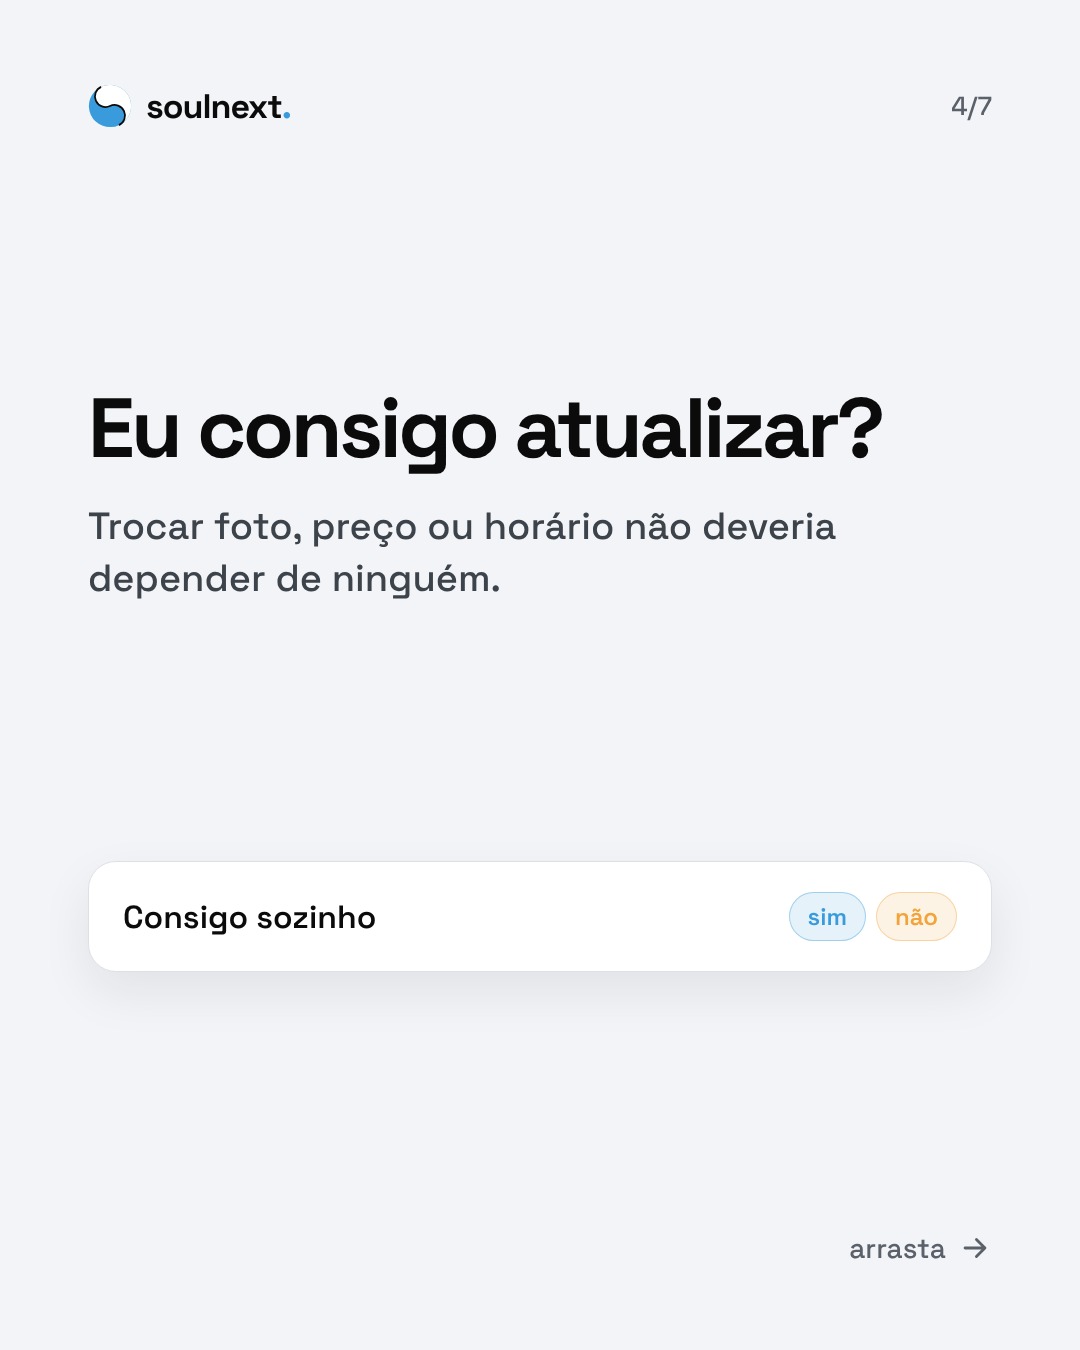 soulnext.
4/7
Eu consigo atualizar?
Trocar foto, preço ou horário não deveria
depender de ninguém.
Consigo sozinho
sim
não
arrasta →